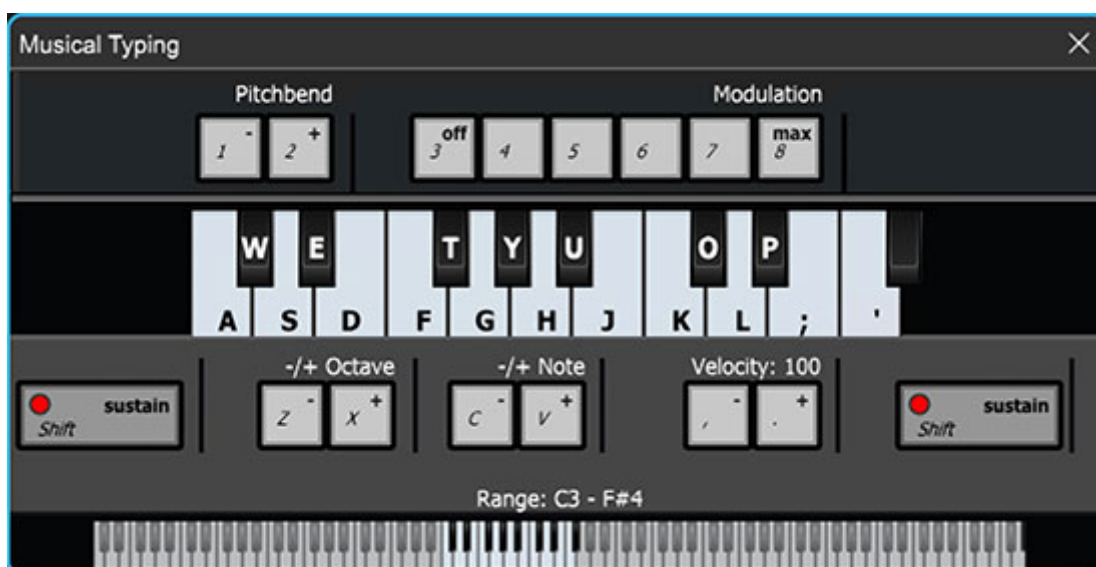 Musical Typing
Pitchbend Modulation
1 - 2 + 3 off 4 5 6 7 8 max
W E T Y U O P
A S D F G H J K L ; '
-/+ Octave -/+ Note Velocity: 100
sustain Z - X + C - V + , - . + sustain
Shift Shift
Range: C3 - F#4